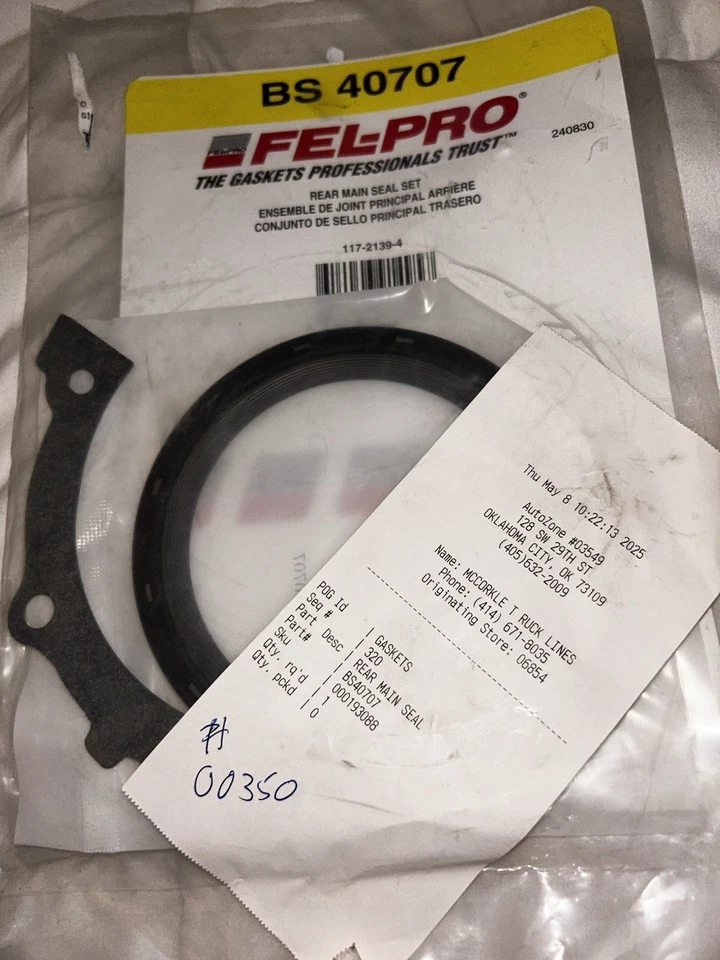 BS 40707
FEL-PRO
FEL-PRO®
THE GASKETS PROFESSIONALS TRUST™
240830
REAR MAIN SEAL SET
ENSEMBLE DE JOINT PRINCIPAL ARRIÈRE
CONJUNTO DE SELLO PRINCIPAL TRASERO
117-2139-4
Thu May 8 10:22:13 2025
AutoZone #03549
128 SW 29TH ST.
OKLAHOMA CITY, OK 73109
(405)632-2009
Name: MCCORKLE T RUCK LINES
Phone: (414) 671-8035
Originating Store: 06854
POG Id | GASKETS
Seq # | 320
Part Desc | REAR MAIN SEAL
Part# | BS40707
Sku | 000193088
Qty. rq'd | 1
Qty. pckd | 0
00350